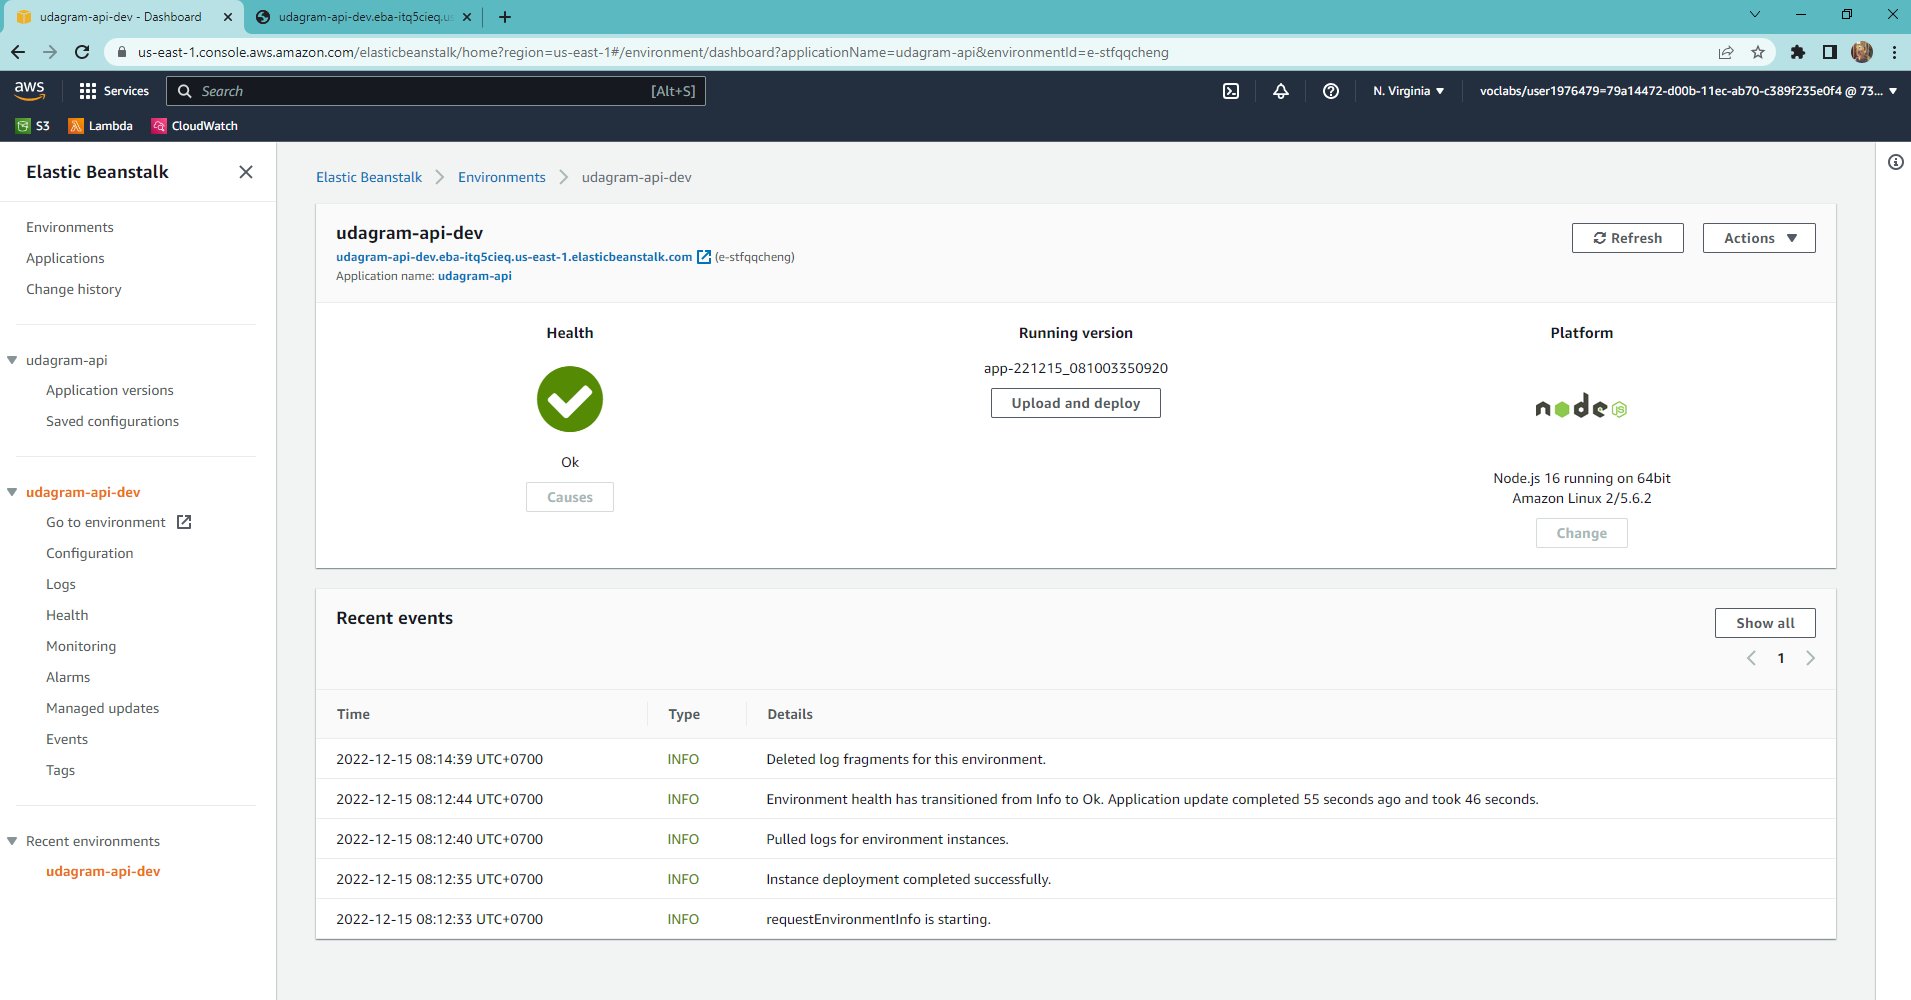 udagram-api-dev - Dashboard
udagram-api-dev.eba-itq5cieq.us
us-east-1.console.aws.amazon.com/elasticbeanstalk/home?region=us-east-1#/environment/dashboard?applicationName=udagram-api&environmentId=e-stfqqcheng
aws
Services
Search
[Alt+S]
N. Virginia
voclabs/user1976479=79a14472-d00b-11ec-ab70-c389f235e0f4 @ 73...
S3
Lambda
CloudWatch
Elastic Beanstalk
Environments
Applications
Change history
udagram-api
Application versions
Saved configurations
udagram-api-dev
Go to environment
Configuration
Logs
Health
Monitoring
Alarms
Managed updates
Events
Tags
Recent environments
udagram-api-dev
Elastic Beanstalk > Environments > udagram-api-dev
udagram-api-dev
udagram-api-dev.eba-itq5cieq.us-east-1.elasticbeanstalk.com (e-stfqqcheng)
Application name: udagram-api
Refresh
Actions
Health
Ok
Causes
Running version
app-221215_081003350920
Upload and deploy
Platform
node JS
Node.js 16 running on 64bit
Amazon Linux 2/5.6.2
Change
Recent events
Show all
1
Time Type Details
2022-12-15 08:14:39 UTC+0700 INFO Deleted log fragments for this environment.
2022-12-15 08:12:44 UTC+0700 INFO Environment health has transitioned from Info to Ok. Application update completed 55 seconds ago and took 46 seconds.
2022-12-15 08:12:40 UTC+0700 INFO Pulled logs for environment instances.
2022-12-15 08:12:35 UTC+0700 INFO Instance deployment completed successfully.
2022-12-15 08:12:33 UTC+0700 INFO requestEnvironmentInfo is starting.